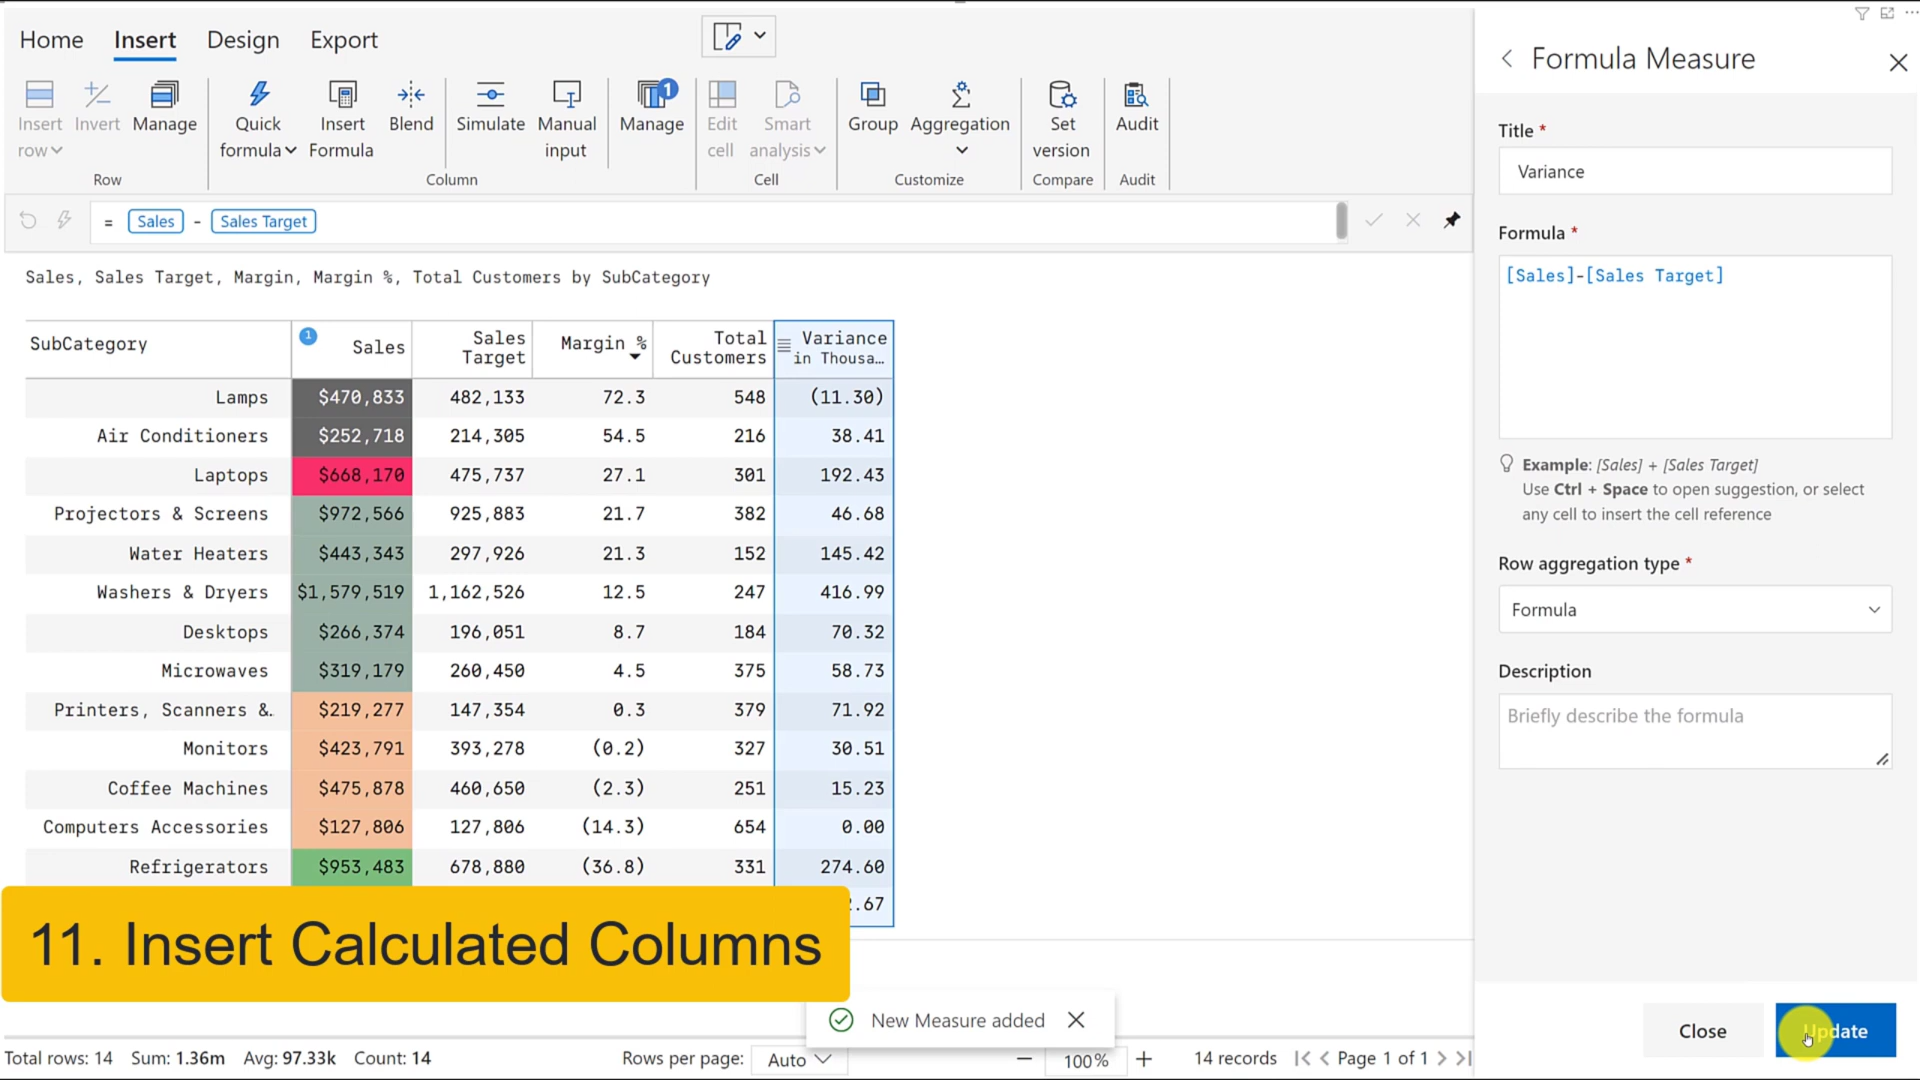 Home Insert Design Export
Insert row Invert Manage Quick formula Insert Formula Blend Simulate Manual input Manage 1 Edit cell Smart analysis Group Aggregation Set version Audit
Row Column Cell Customize Compare Audit
= Sales - Sales Target
Sales, Sales Target, Margin, Margin %, Total Customers by SubCategory
SubCategory 1 Sales Sales Target Margin % Total Customers Variance in Thousa…
Lamps $470,833 482,133 72.3 548 (11.30)
Air Conditioners $252,718 214,305 54.5 216 38.41
Laptops $668,170 475,737 27.1 301 192.43
Projectors & Screens $972,566 925,883 21.7 382 46.68
Water Heaters $443,343 297,926 21.3 152 145.42
Washers & Dryers $1,579,519 1,162,526 12.5 247 416.99
Desktops $266,374 196,051 8.7 184 70.32
Microwaves $319,179 260,450 4.5 375 58.73
Printers, Scanners &… $219,277 147,354 0.3 379 71.92
Monitors $423,791 393,278 (0.2) 327 30.51
Coffee Machines $475,878 460,650 (2.3) 251 15.23
Computers Accessories $127,806 127,806 (14.3) 654 0.00
Refrigerators $953,483 678,880 (36.8) 331 274.60
.67
11. Insert Calculated Columns
New Measure added
Total rows: 14 Sum: 1.36m Avg: 97.33k Count: 14 Rows per page: Auto 100% 14 records Page 1 of 1
Formula Measure
Title *
Variance
Formula *
[Sales]-[Sales Target]
Example: [Sales] + [Sales Target]
Use Ctrl + Space to open suggestion, or select
any cell to insert the cell reference
Row aggregation type *
Formula
Description
Briefly describe the formula
Close Update